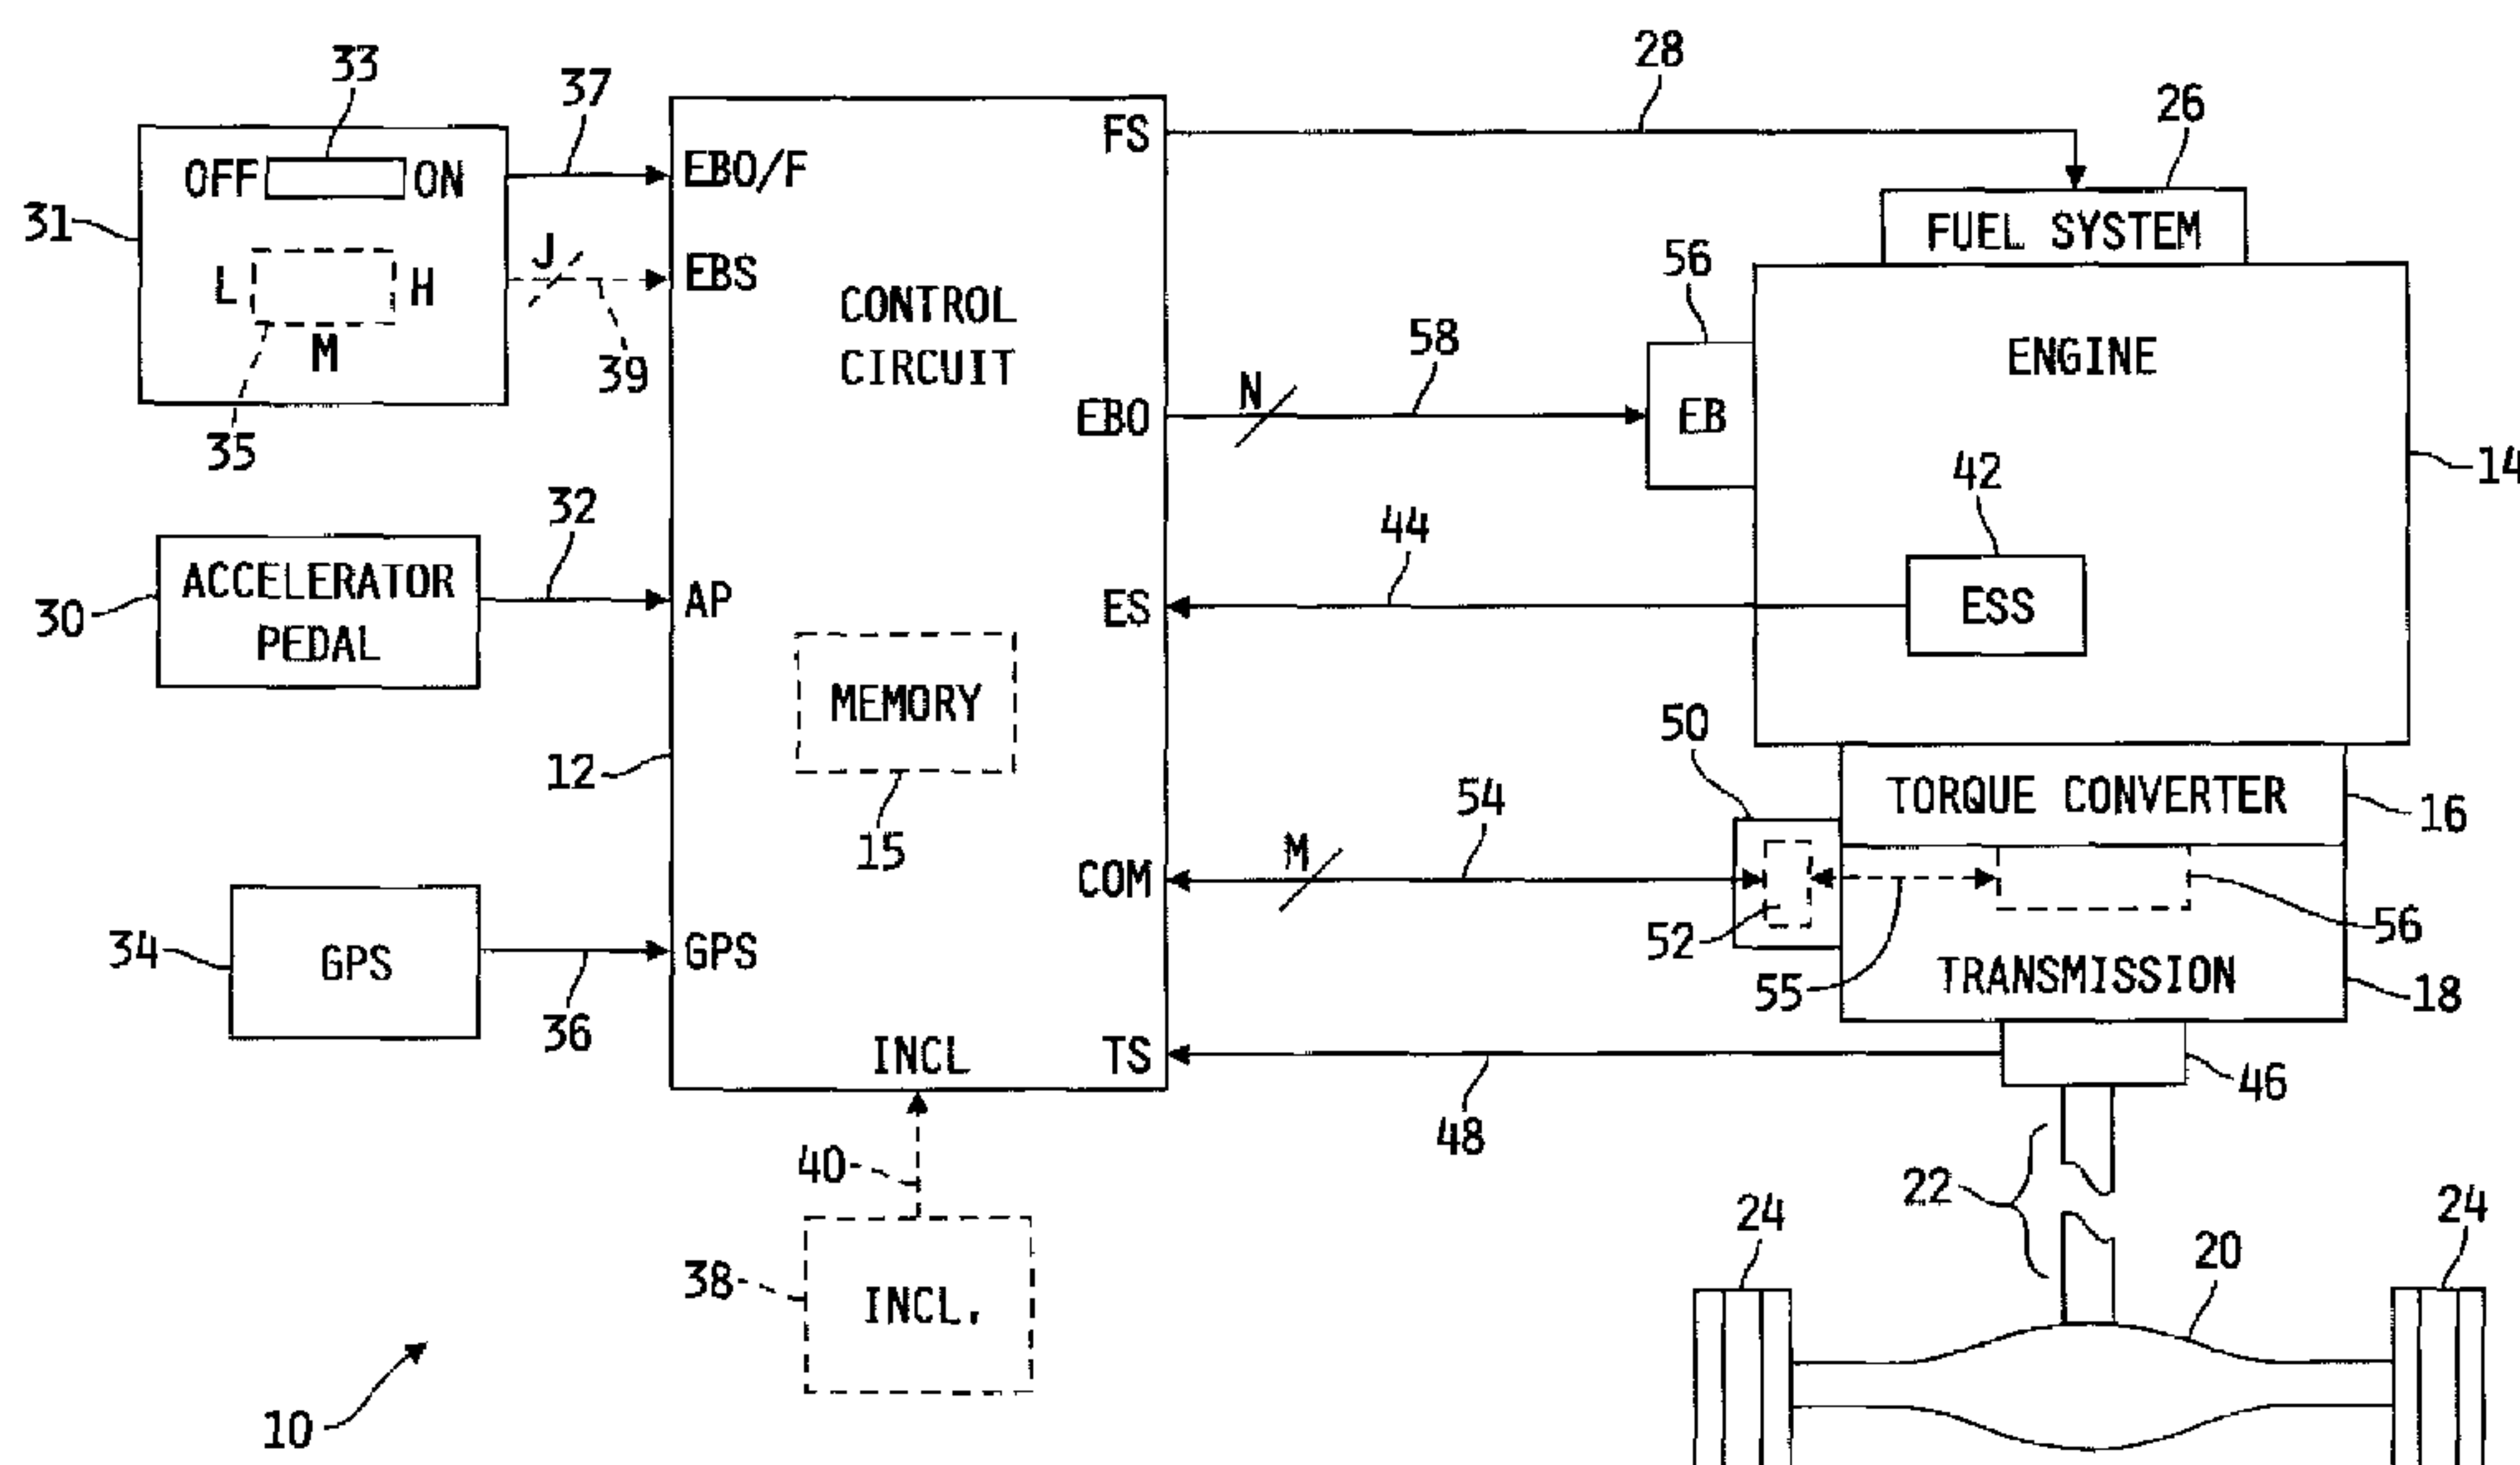 33
37
28
26
OFF ON
EBO/F
FS
31
FUEL SYSTEM
J
L H
M
EBS
39
35
CONTROL
CIRCUIT
56
58
N
EBO
EB
ENGINE
14
42
32
44
30
ACCELERATOR
PEDAL
AP
ES
ESS
MEMORY
12
15
50
54
M
TORQUE CONVERTER
16
COM
52
55
56
34
GPS
GPS
36
TRANSMISSION
18
INCL
TS
46
48
40
22
24
24
20
38
INCL.
10